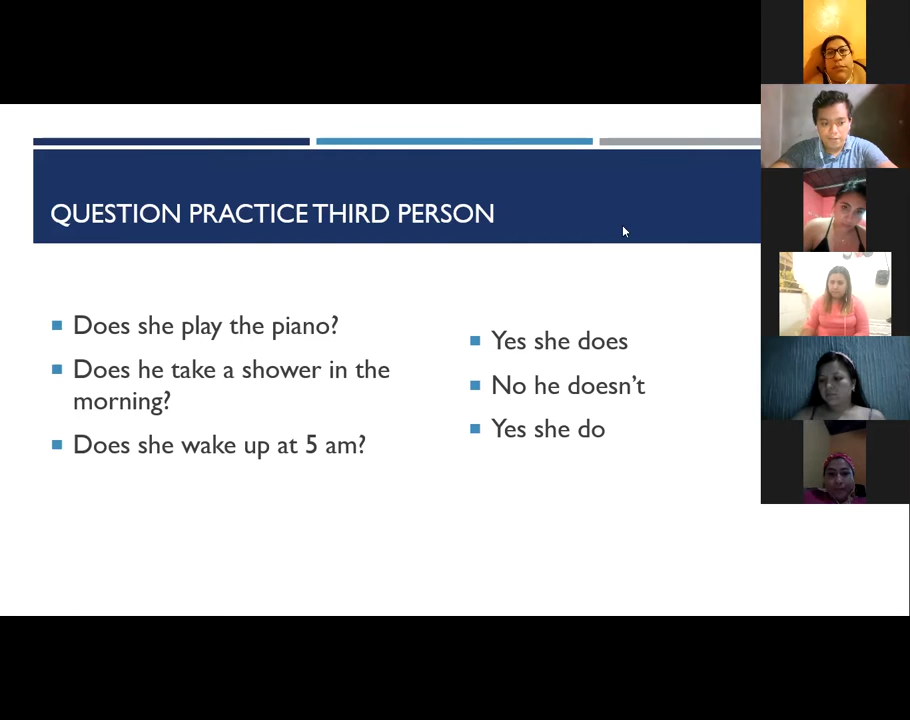 QUESTION PRACTICE THIRD PERSON
Does she play the piano?
Does he take a shower in the
morning?
Does she wake up at 5 am?
Yes she does
No he doesn't
Yes she do